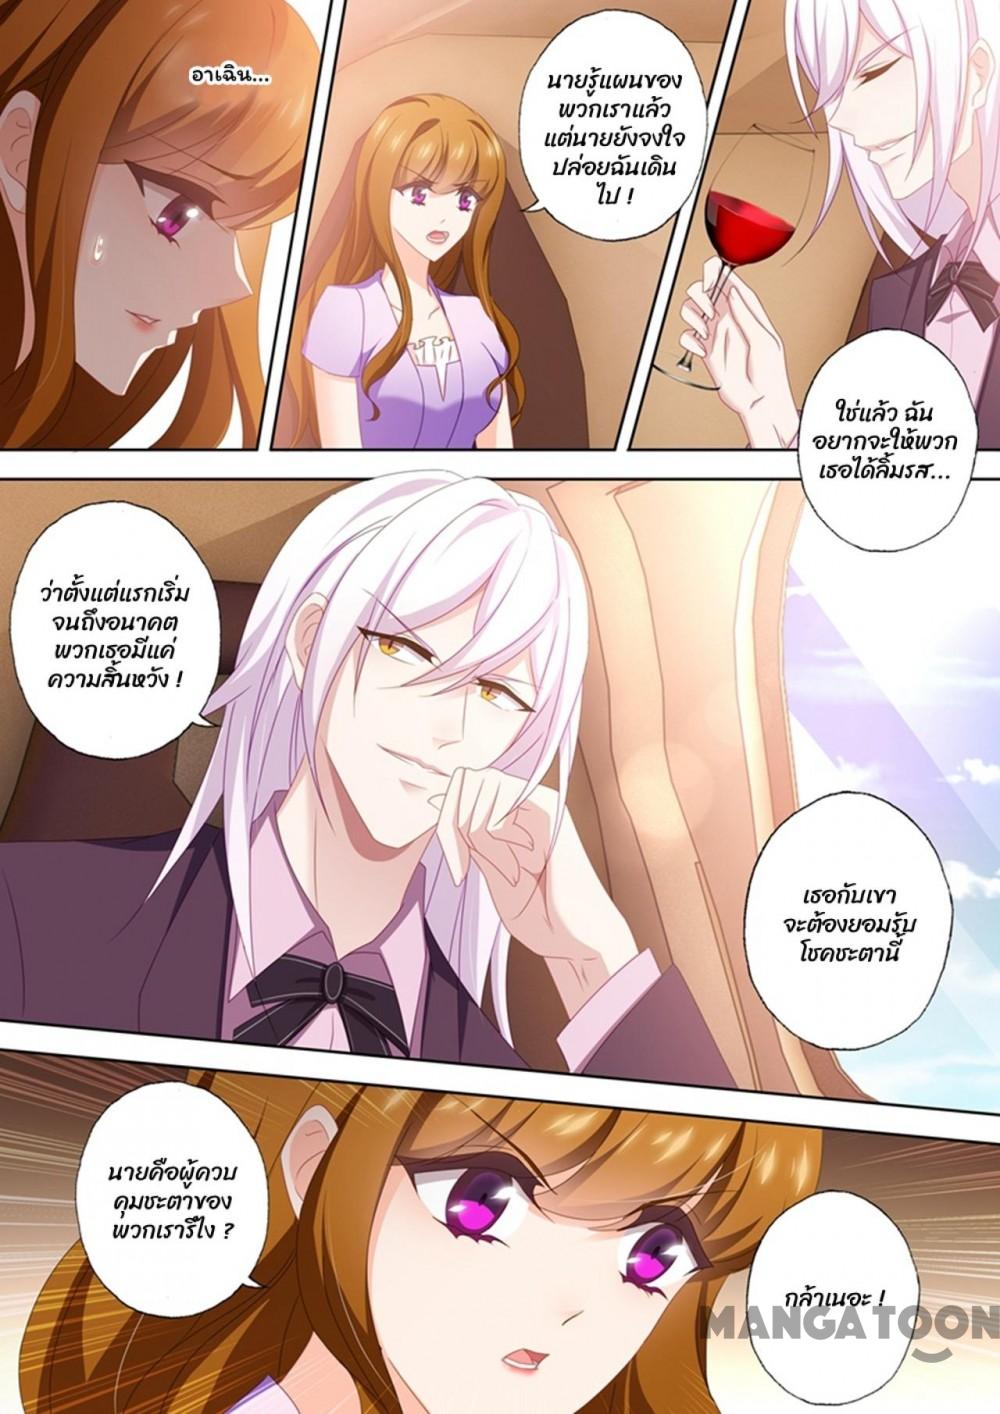 อาเฉิน...
นายรู้แผนของ
พวกเราแล้ว
แต่นายยังจงใจ
ปล่อยฉันเดิน
ไป !
ใช่แล้ว ฉัน
อยากจะให้พวก
เธอได้ลิ้มรส...
ว่าตั้งแต่แรกเริ่ม
จนถึงอนาคต
พวกเธอมีแค่
ความสิ้นหวัง !
เธอกับเขา
จะต้องยอมรับ
โชคชะตานี้
นายคือผู้ควบ
คุมชะตาของ
พวกเรารึไง ?
กล้าเนอะ !
MANGATOON